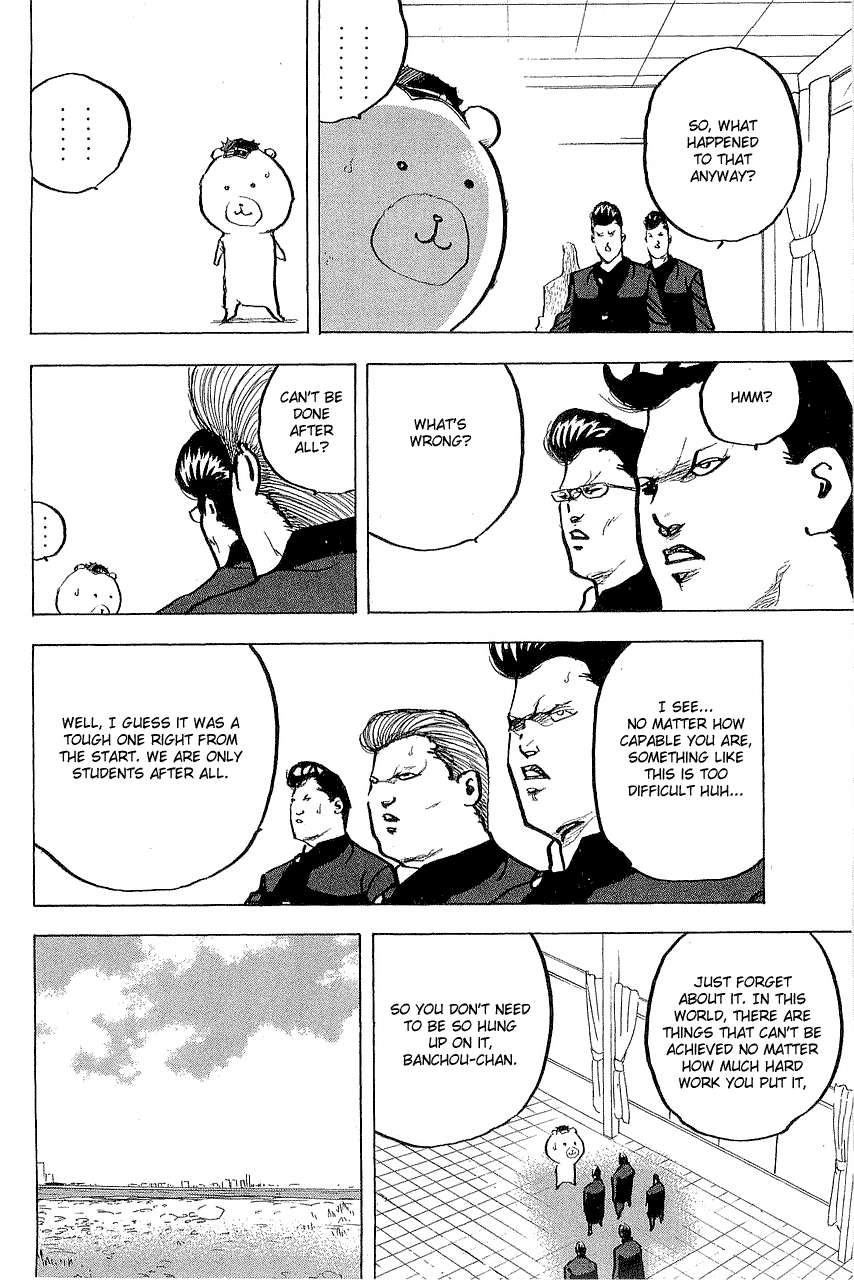 SO, WHAT
HAPPENED
TO THAT
ANYWAY?
HMM?
WHAT'S
WRONG?
CAN'T BE
DONE
AFTER
ALL?
I SEE...
NO MATTER HOW
CAPABLE YOU ARE,
SOMETHING LIKE
THIS IS TOO
DIFFICULT HUH...
WELL, I GUESS IT WAS A
TOUGH ONE RIGHT FROM
THE START. WE ARE ONLY
STUDENTS AFTER ALL.
JUST FORGET
ABOUT IT. IN THIS
WORLD, THERE ARE
THINGS THAT CAN'T BE
ACHIEVED NO MATTER
HOW MUCH HARD
WORK YOU PUT IT,
SO YOU DON'T NEED
TO BE SO HUNG
UP ON IT,
BANCHOU-CHAN.